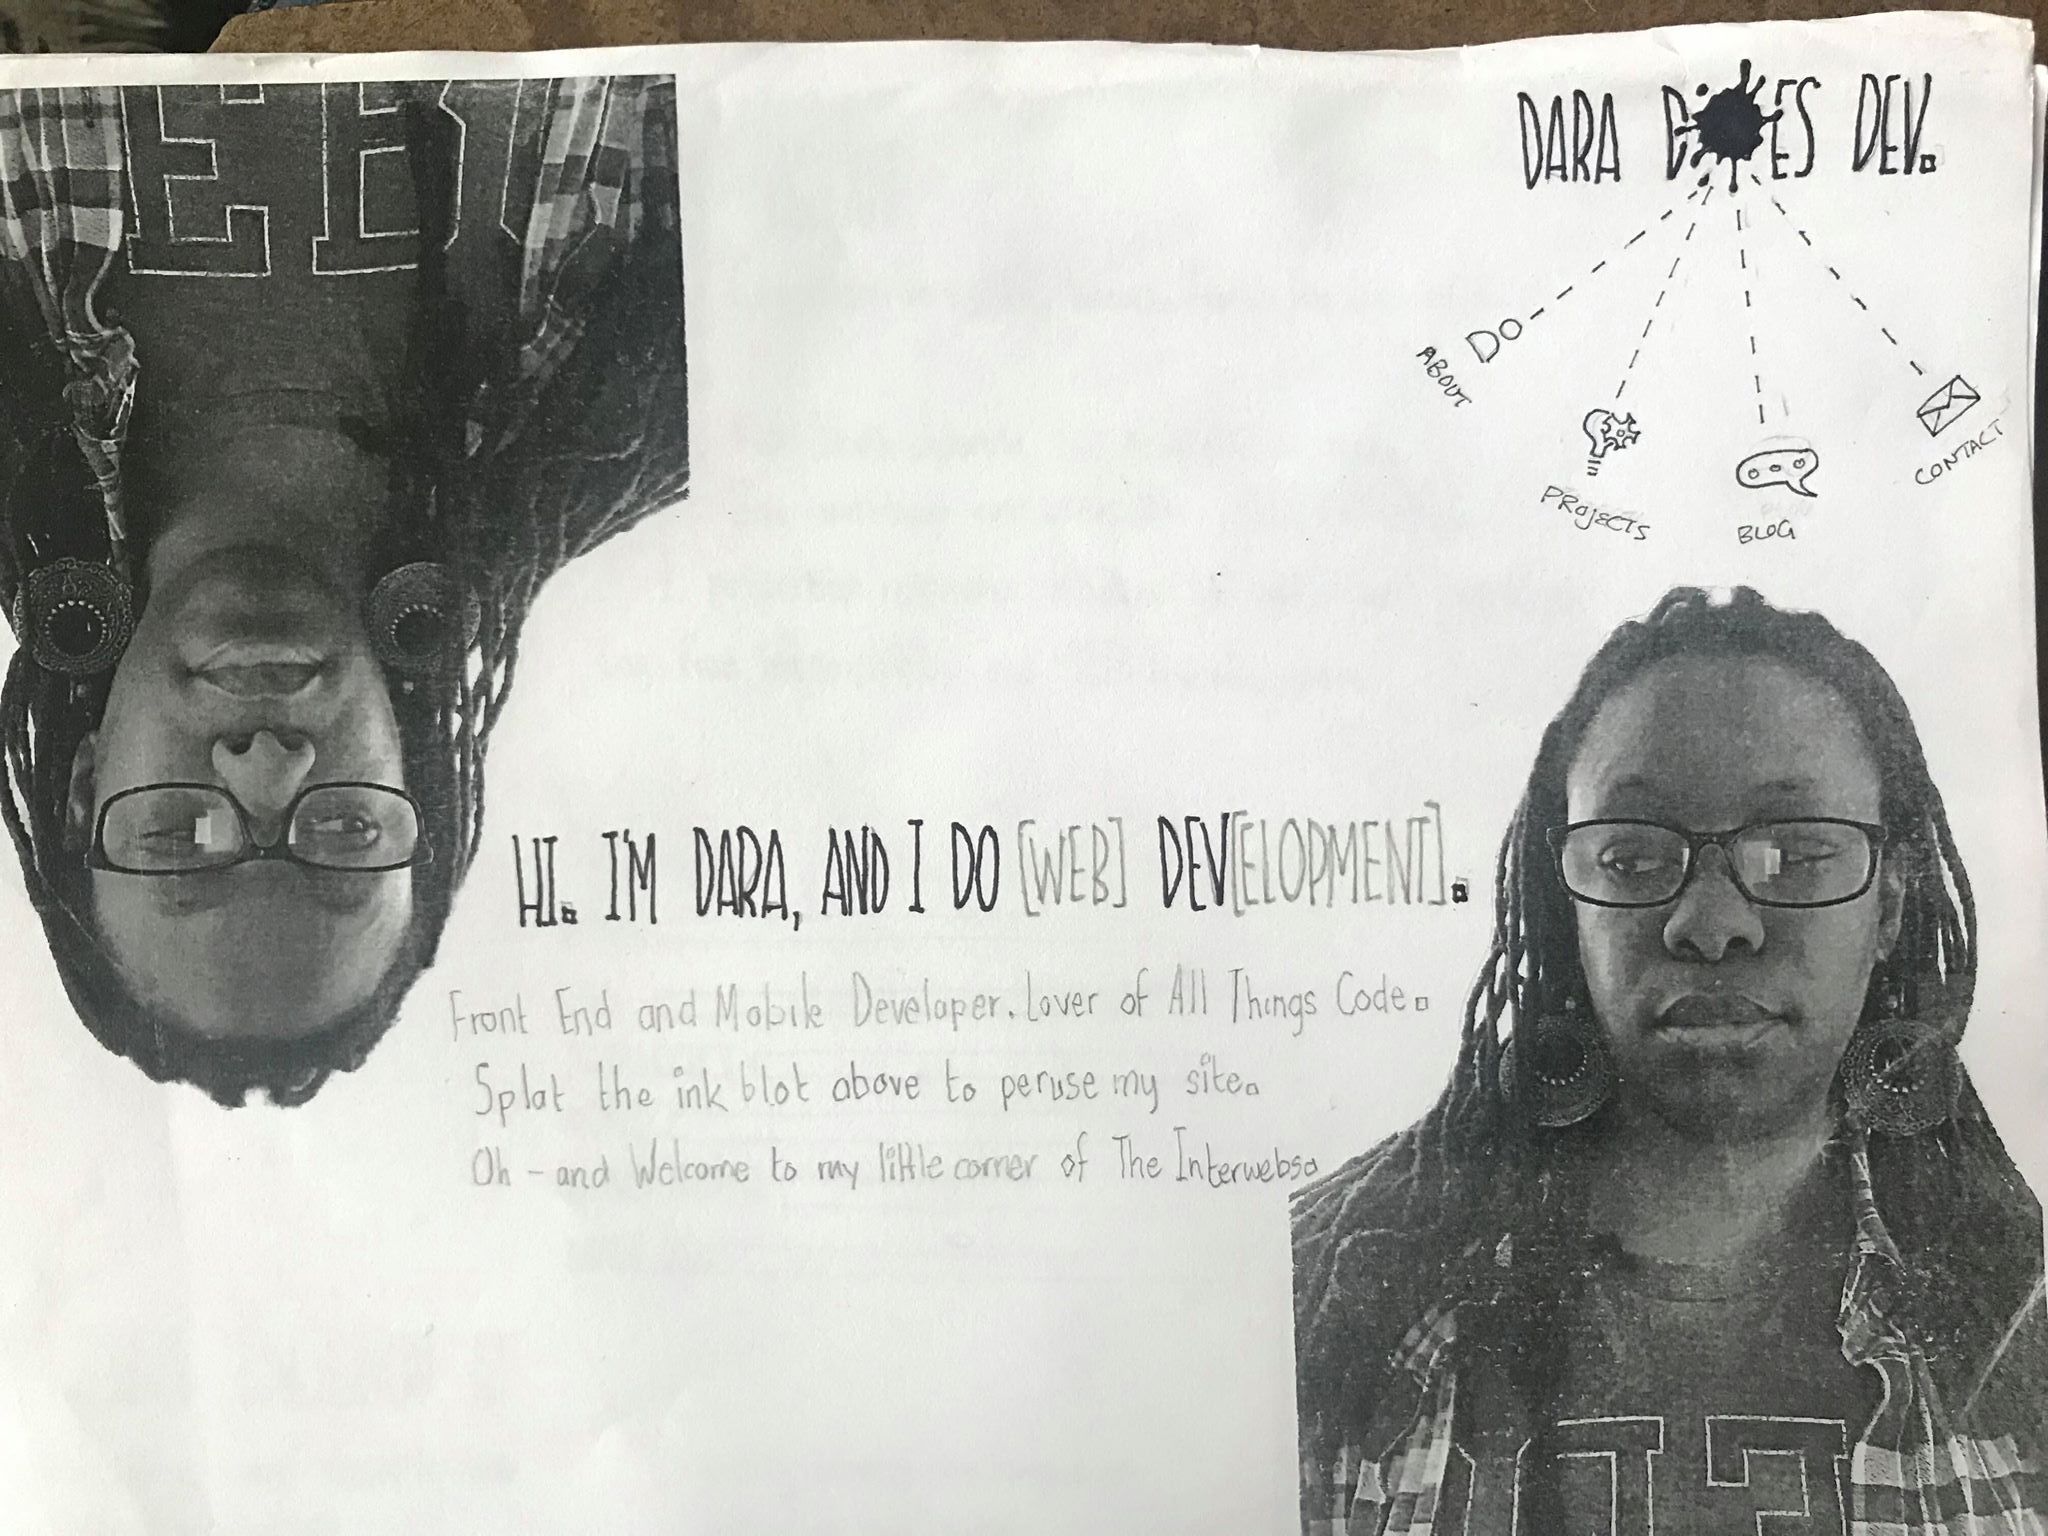 DARA DOES DEV.
ABOUT
PROJECTS
BLOG
CONTACT
HI. I'M DARA, AND I DO [WEB] DEV[ELOPMENT].
Front End and Mobile Developer. Lover of All Things Code.
Splat the ink blot above to peruse my site.
Oh - and Welcome to my little corner of The Interwebs.